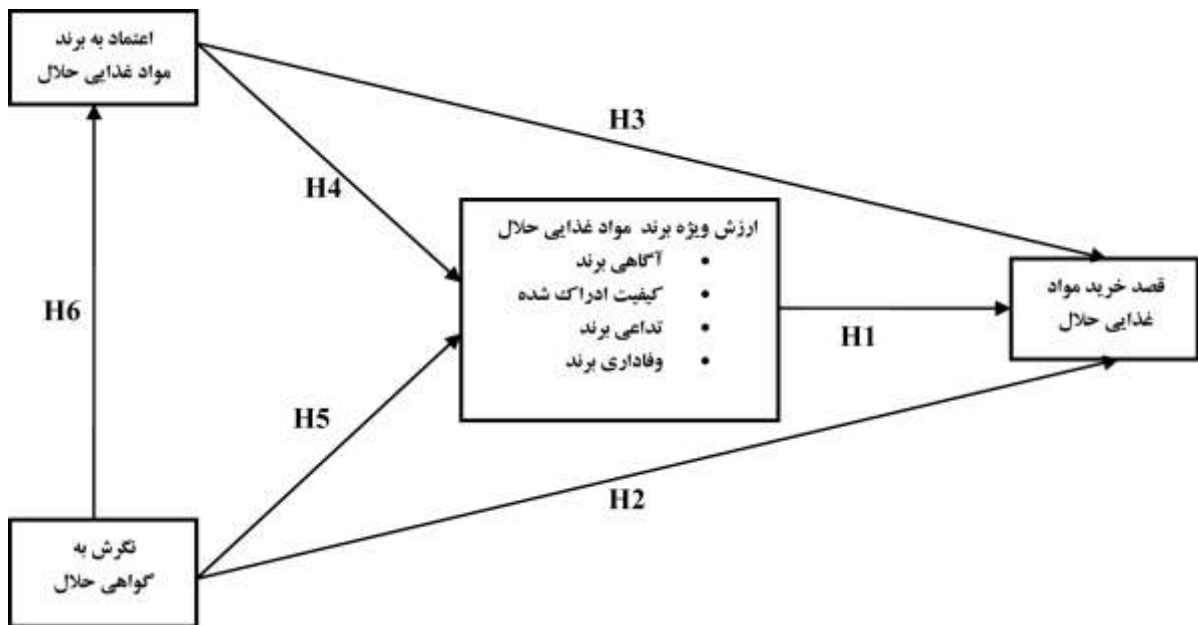 اعتماد به برند
مواد غذایی حلال
H3
H4
ارزش ویژه برند مواد غذایی حلال
• آگاهی برند
• کیفیت ادراک شده
• تداعی برند
• وفاداری برند
قصد خرید مواد
غذایی حلال
H6
H1
H5
H2
نگرش به
گواهی حلال